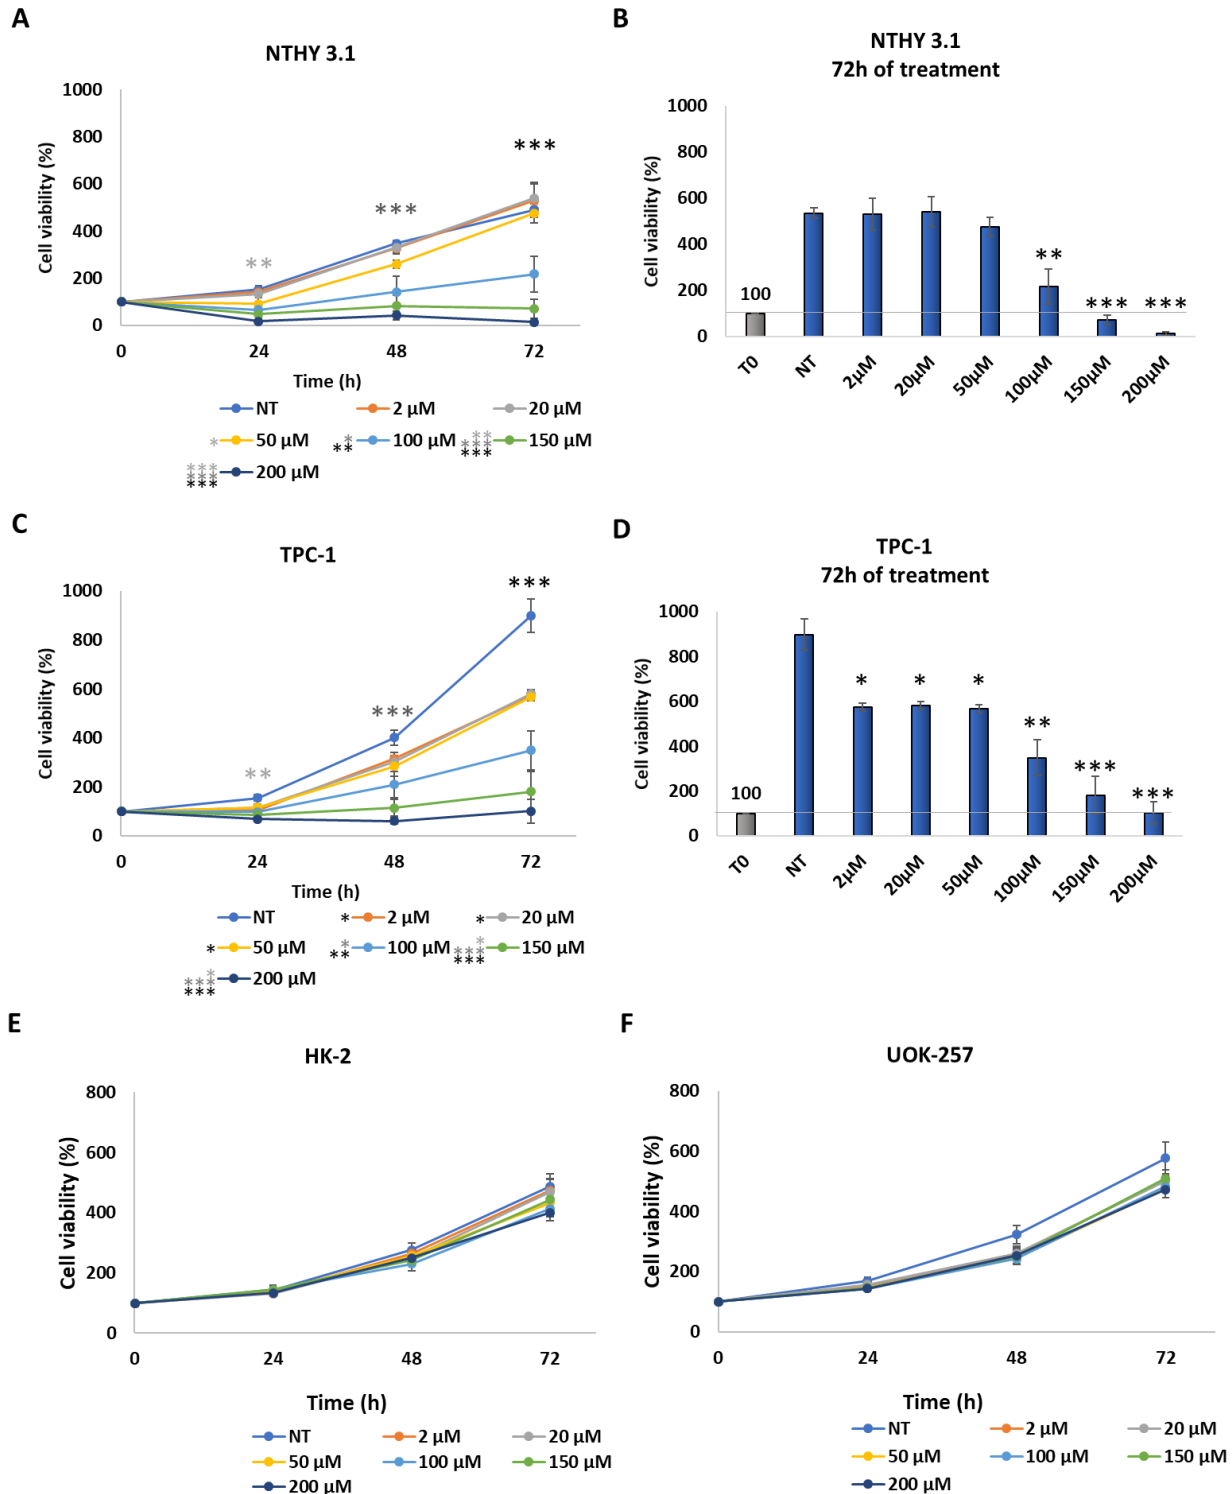 A
NTHY 3.1
1000
800
600
400
200
0
Cell viability (%)
**
***
***
0 24 48 72
Time (h)
NT 2 μM 20 μM
* 50 μM * ** 100 μM ** *** *** 150 μM
*** *** *** 200 μM
B
NTHY 3.1
72h of treatment
1000
800
600
400
200
0
Cell viability (%)
100
** *** ***
T0 NT 2μM 20μM 50μM 100μM 150μM 200μM
C
TPC-1
1000
800
600
400
200
0
Cell viability (%)
**
***
***
0 24 48 72
Time (h)
NT * 2 μM * 20 μM
* 50 μM * ** 100 μM * *** *** 150 μM
* *** *** 200 μM
D
TPC-1
72h of treatment
1000
800
600
400
200
0
Cell viability (%)
100
* * * ** *** ***
T0 NT 2μM 20μM 50μM 100μM 150μM 200μM
E
HK-2
800
600
400
200
0
Cell viability (%)
0 24 48 72
Time (h)
NT 2 μM 20 μM
50 μM 100 μM 150 μM
200 μM
F
UOK-257
800
600
400
200
0
Cell viability (%)
0 24 48 72
Time (h)
NT 2 μM 20 μM
50 μM 100 μM 150 μM
200 μM